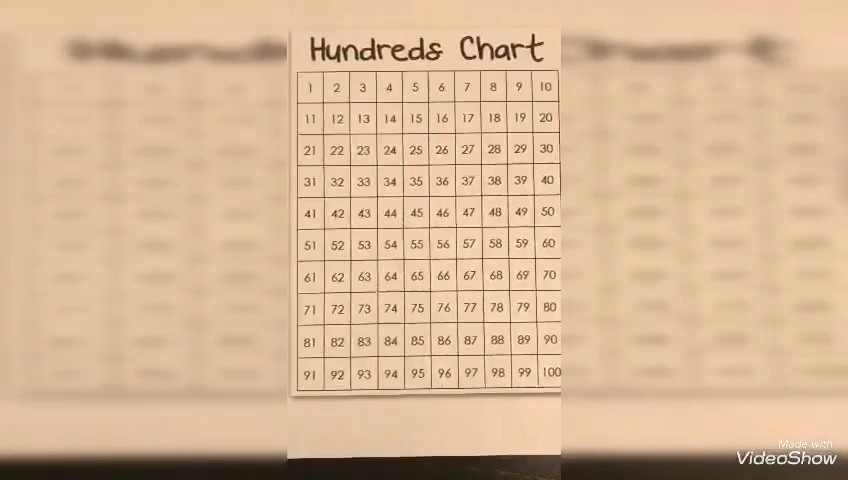 Hundreds Chart
1 2 3 4 5 6 7 8 9 10
11 12 13 14 15 16 17 18 19 20
21 22 23 24 25 26 27 28 29 30
31 32 33 34 35 36 37 38 39 40
41 42 43 44 45 46 47 48 49 50
51 52 53 54 55 56 57 58 59 60
61 62 63 64 65 66 67 68 69 70
71 72 73 74 75 76 77 78 79 80
81 82 83 84 85 86 87 88 89 90
91 92 93 94 95 96 97 98 99 100
Made with
VideoShow